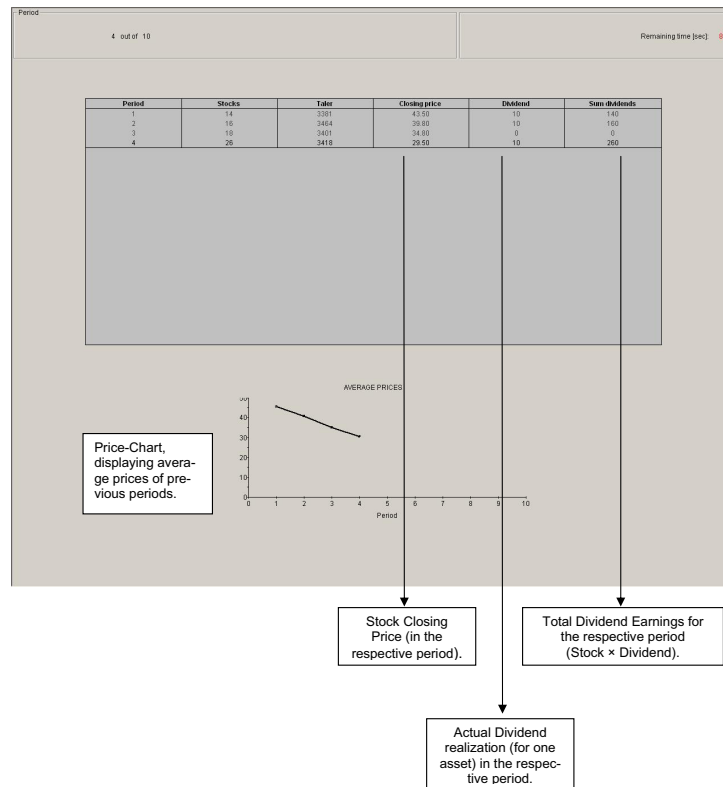 Period
4 out of 10
Remaining time [sec]: 8
Period Stocks Taler Closing price Dividend Sum dividends
1 14 3381 43.50 10 140
2 16 3464 39.80 10 160
3 18 3401 34.80 0 0
4 26 3418 29.50 10 260
AVERAGE PRICES
50
40
30
20
10
0
0 1 2 3 4 5 6 7 8 9 10
Period
Price-Chart,
displaying avera-
ge prices of pre-
vious periods.
Stock Closing
Price (in the
respective period).
Total Dividend Earnings for
the respective period
(Stock × Dividend).
Actual Dividend
realization (for one
asset) in the respec-
tive period.